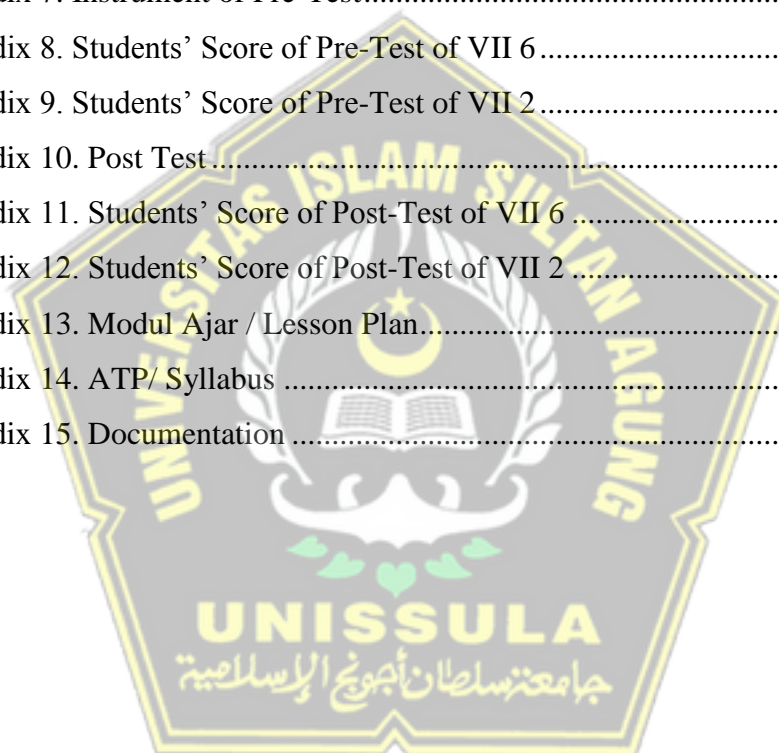 dix 7. Instrument of Pre-Test
dix 8. Students’ Score of Pre-Test of VII 6
dix 9. Students’ Score of Pre-Test of VII 2
dix 10. Post Test
dix 11. Students’ Score of Post-Test of VII 6
dix 12. Students’ Score of Post-Test of VII 2
dix 13. Modul Ajar / Lesson Plan
dix 14. ATP/ Syllabus
dix 15. Documentation
UNIVERSITAS ISLAM SULTAN AGUNG
UNISSULA
جامعة سلطان أجونج الإسلامية